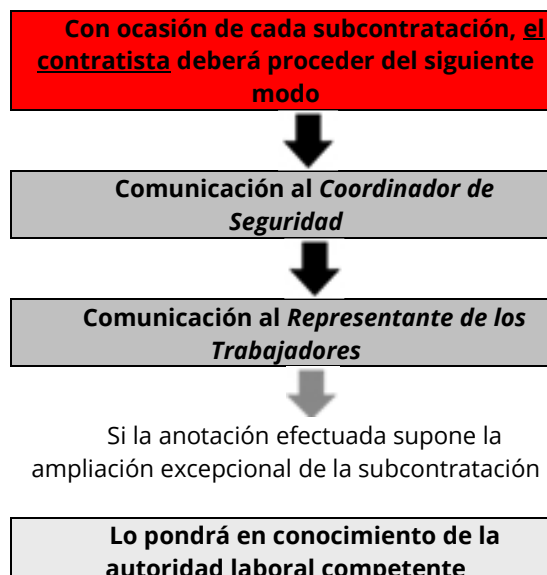 Con ocasión de cada subcontratación, el
contratista deberá proceder del siguiente
modo
Comunicación al Coordinador de
Seguridad
Comunicación al Representante de los
Trabajadores
Si la anotación efectuada supone la
ampliación excepcional de la subcontratación
Lo pondrá en conocimiento de la
autoridad laboral competente